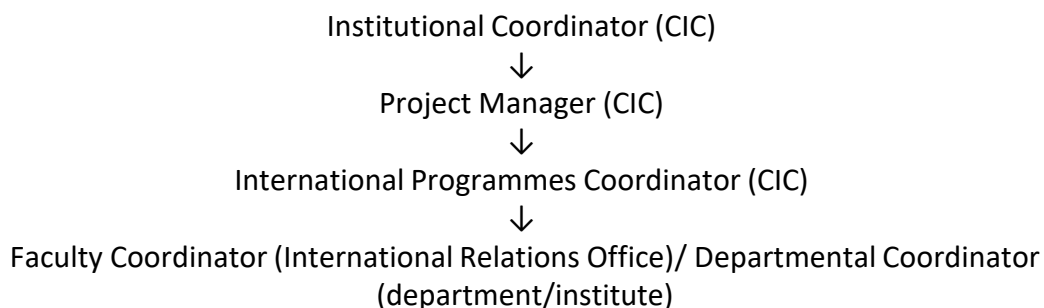 Institutional Coordinator (CIC)
↓
Project Manager (CIC)
↓
International Programmes Coordinator (CIC)
↓
Faculty Coordinator (International Relations Office)/ Departmental Coordinator
(department/institute)